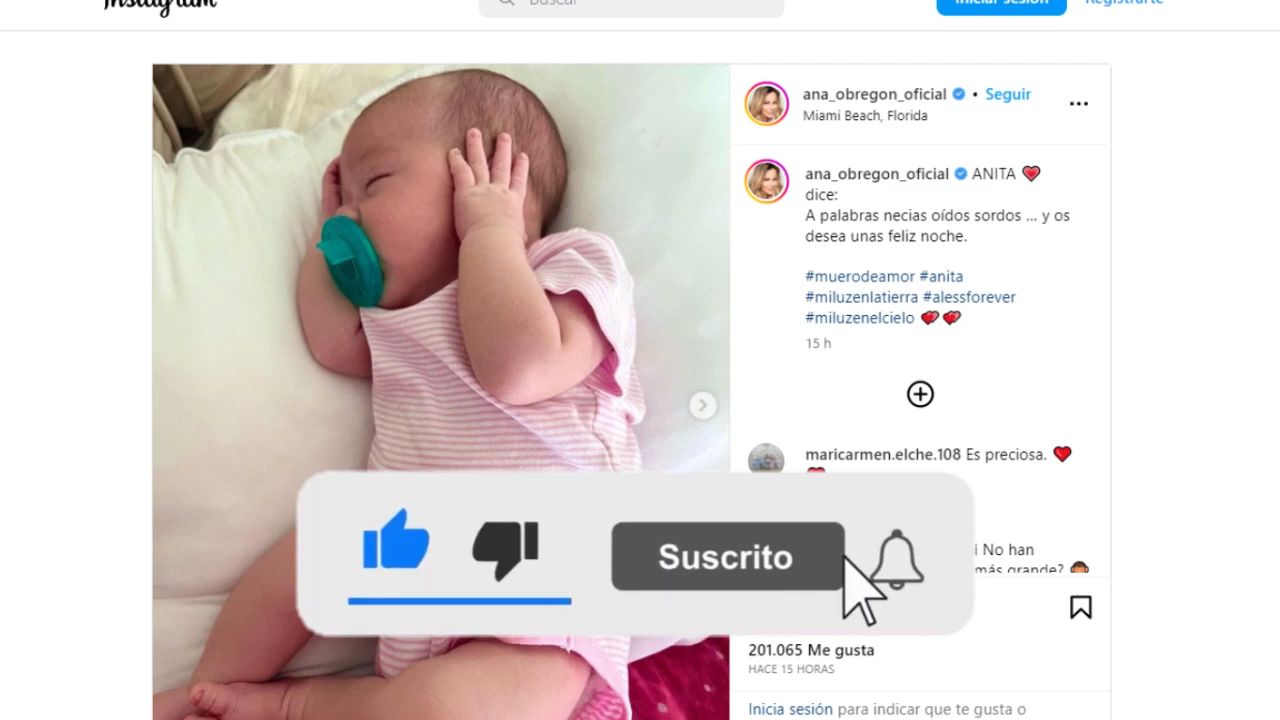 Instagram
Buscar
Iniciar sesión
Registrarte
ana_obregon_oficial • Seguir
Miami Beach, Florida
ana_obregon_oficial ANITA ❤️
dice:
A palabras necias oídos sordos ... y os
desea unas feliz noche.
#muerodeamor #anita
#miluzenlatierra #alessforever
#miluzenelcielo 💕💕
15 h
maricarmen.elche.108 Es preciosa. ❤️
❤️
i No han
más grande? 🙈
Suscrito
201.065 Me gusta
HACE 15 HORAS
Inicia sesión para indicar que te gusta o